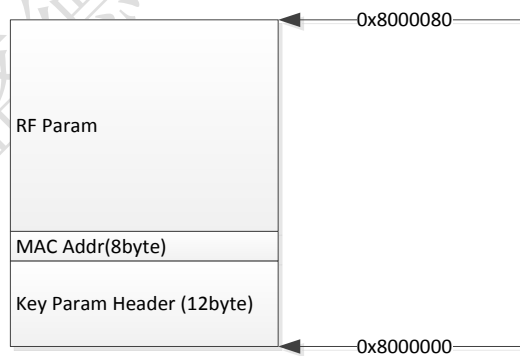 0x8000080
RF Param
MAC Addr(8byte)
Key Param Header (12byte)
0x8000000